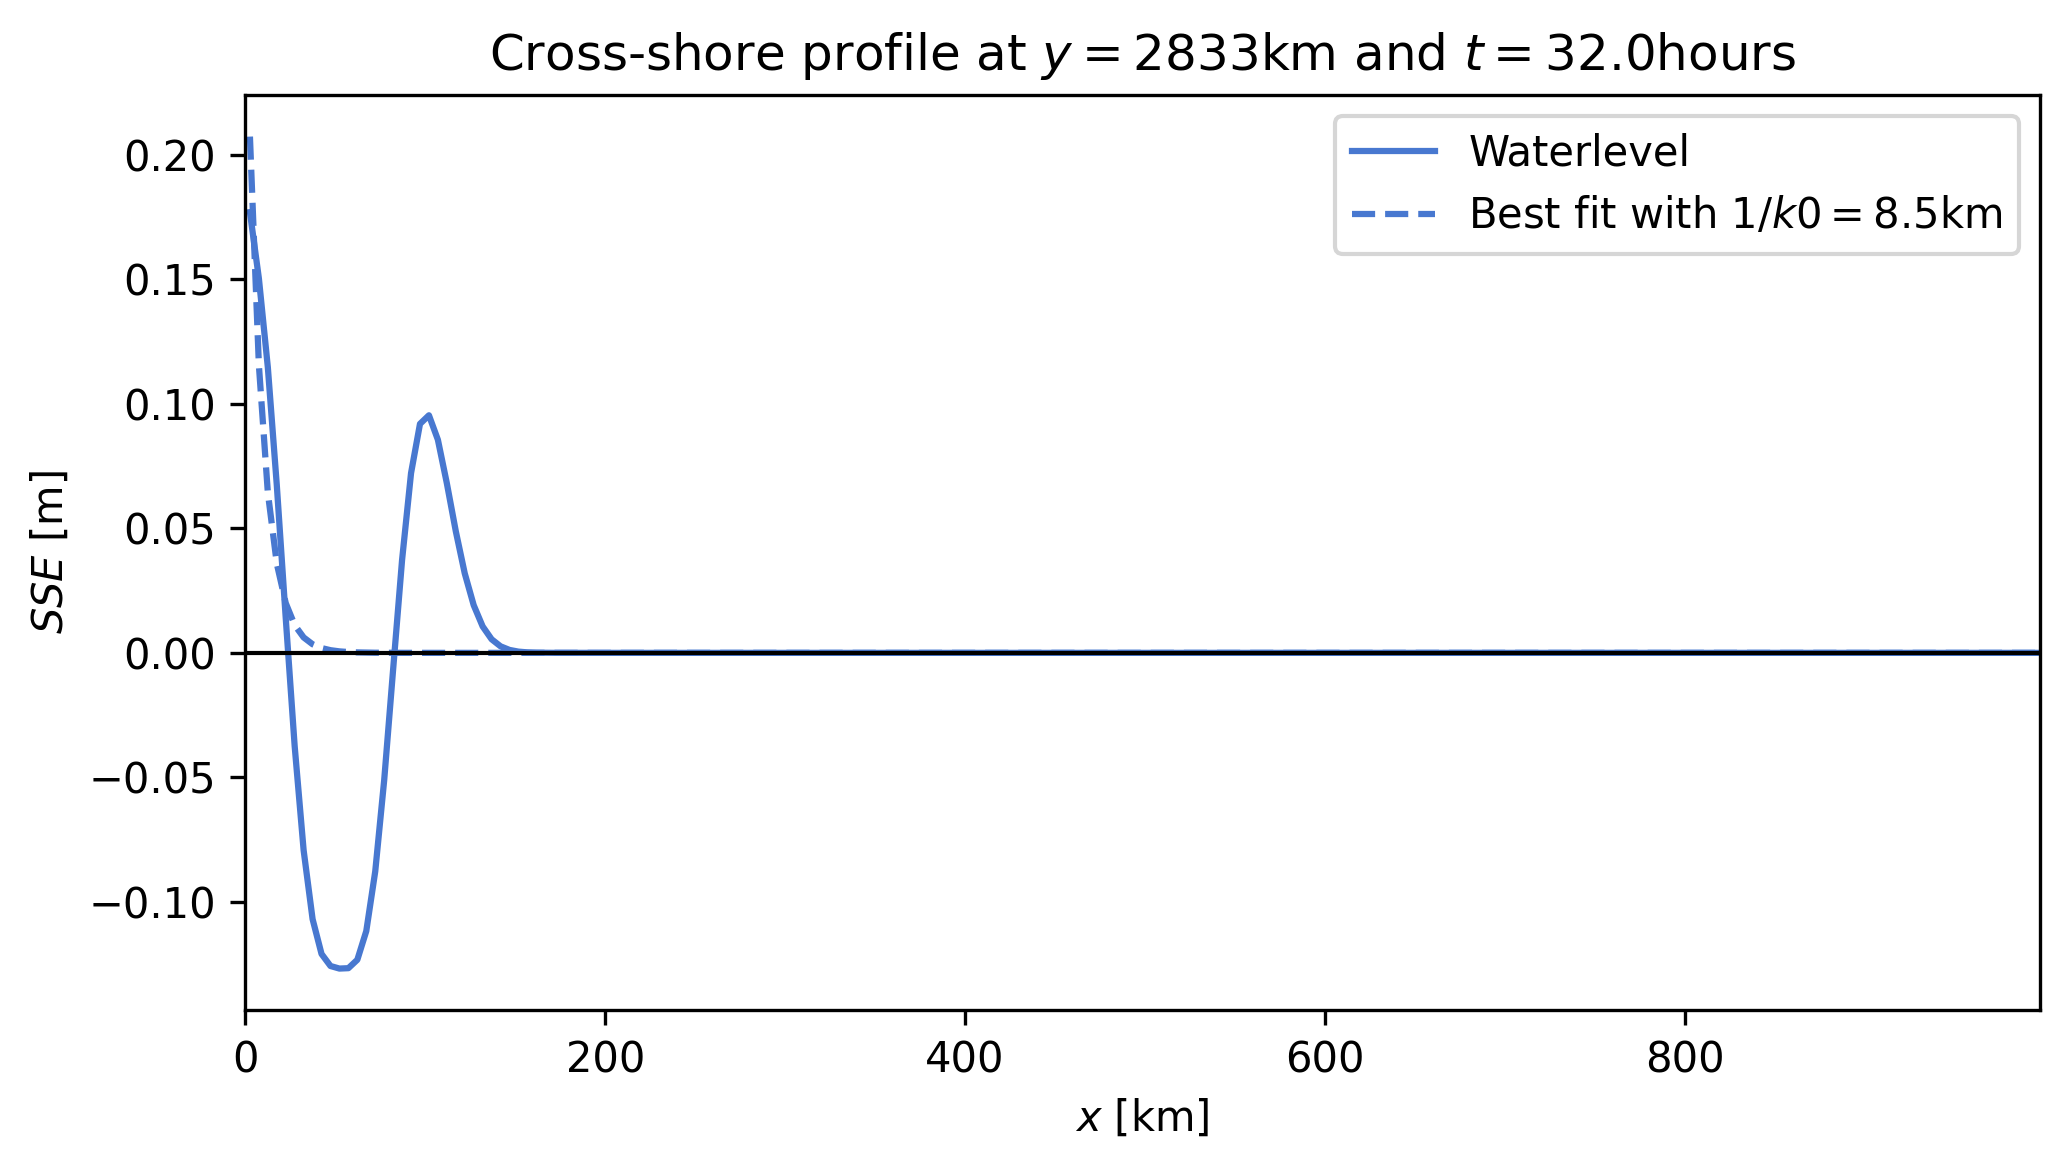 Cross-shore profile at y = 2833km and t = 32.0hours
Waterlevel
Best fit with 1/k0 = 8.5km
SSE [m]
0.20
0.15
0.10
0.05
0.00
−0.05
−0.10
0 200 400 600 800
x [km]